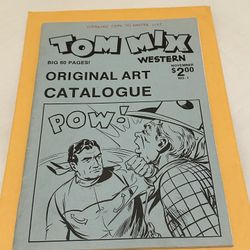 TOM MIX
WESTERN
BIG 60 PAGES!
NOVEMBER
$2.00
NO. 1
ORIGINAL ART
CATALOGUE
POW!